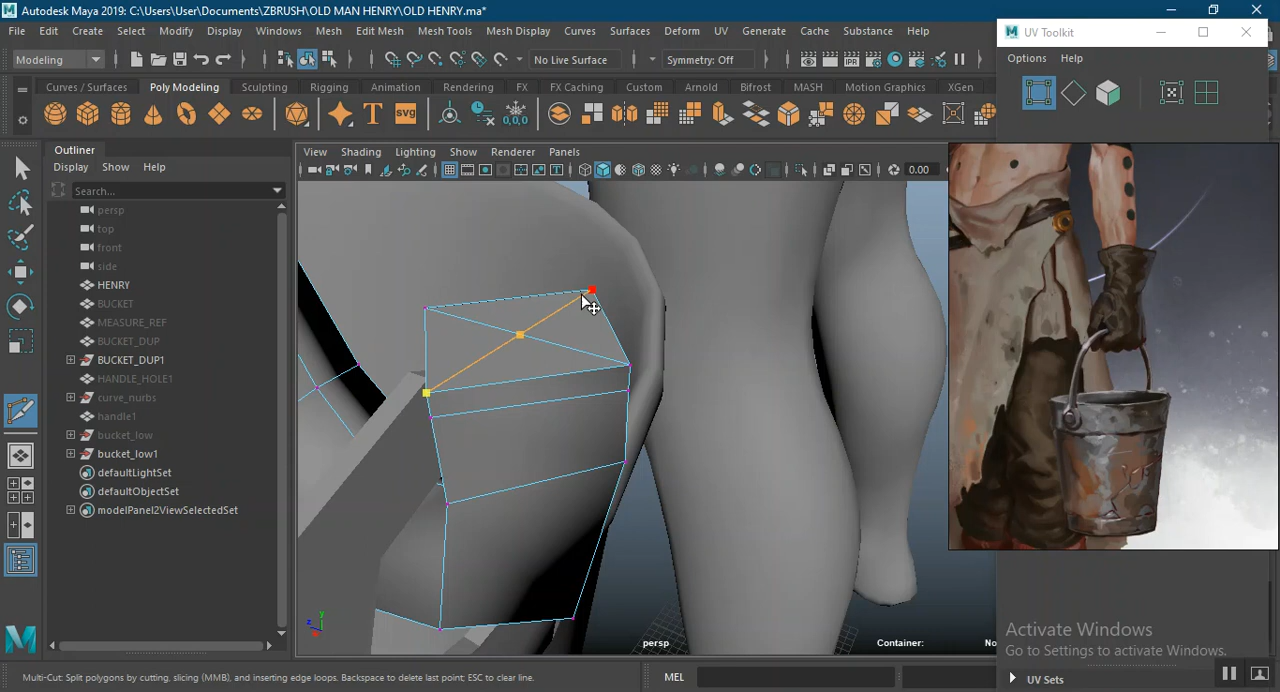 Autodesk Maya 2019: C:\Users\User\Documents\ZBRUSH\OLD MAN HENRY\OLD HENRY.ma*
File Edit Create Select Modify Display Windows Mesh Edit Mesh Mesh Tools Mesh Display Curves Surfaces Deform UV Generate Cache Substance Help
UV Toolkit
Modeling No Live Surface Symmetry: Off
Options Help
Curves / Surfaces Poly Modeling Sculpting Rigging Animation Rendering FX FX Caching Custom Arnold Bifrost MASH Motion Graphics XGen
T SVG 0,0,0
Outliner
View Shading Lighting Show Renderer Panels
Display Show Help
0.00
Search...
persp
top
front
side
HENRY
BUCKET
MEASURE_REF
BUCKET_DUP
BUCKET_DUP1
HANDLE_HOLE1
curve_nurbs
handle1
bucket_low
bucket_low1
defaultLightSet
defaultObjectSet
modelPanel2ViewSelectedSet
persp Container: No
Activate Windows
Go to Settings to activate Windows.
Multi-Cut: Split polygons by cutting, slicing (MMB), and inserting edge loops. Backspace to delete last point; ESC to clear line. MEL
UV Sets